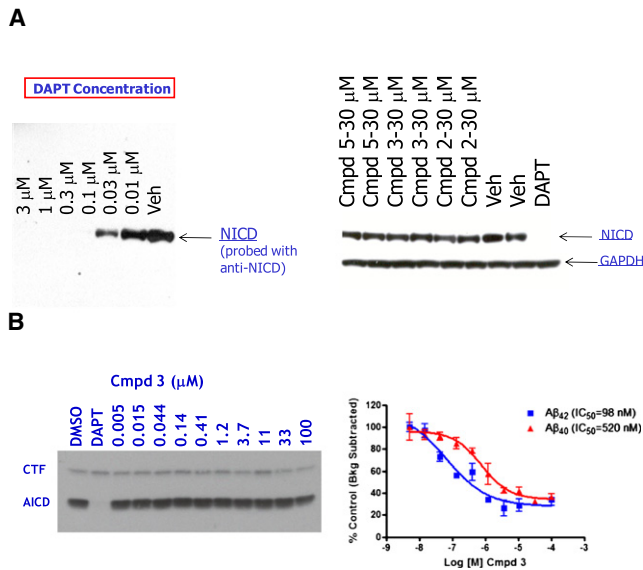 A
DAPT Concentration
3 μM
1 μM
0.3 μM
0.1 μM
0.03 μM
0.01 μM
Veh
NICD
(probed with
anti-NICD)
Cmpd 5-30 μM
Cmpd 5-30 μM
Cmpd 3-30 μM
Cmpd 3-30 μM
Cmpd 2-30 μM
Cmpd 2-30 μM
Veh
Veh
DAPT
NICD
GAPDH
B
Cmpd 3 (μM)
DMSO
DAPT
0.005
0.015
0.044
0.14
0.41
1.2
3.7
11
33
100
CTF
AICD
% Control (Bkg Subtracted)
120
100
80
60
40
20
0
-9 -8 -7 -6 -5 -4 -3
Log [M] Cmpd 3
Aβ42 (IC50=98 nM)
Aβ40 (IC50=520 nM)